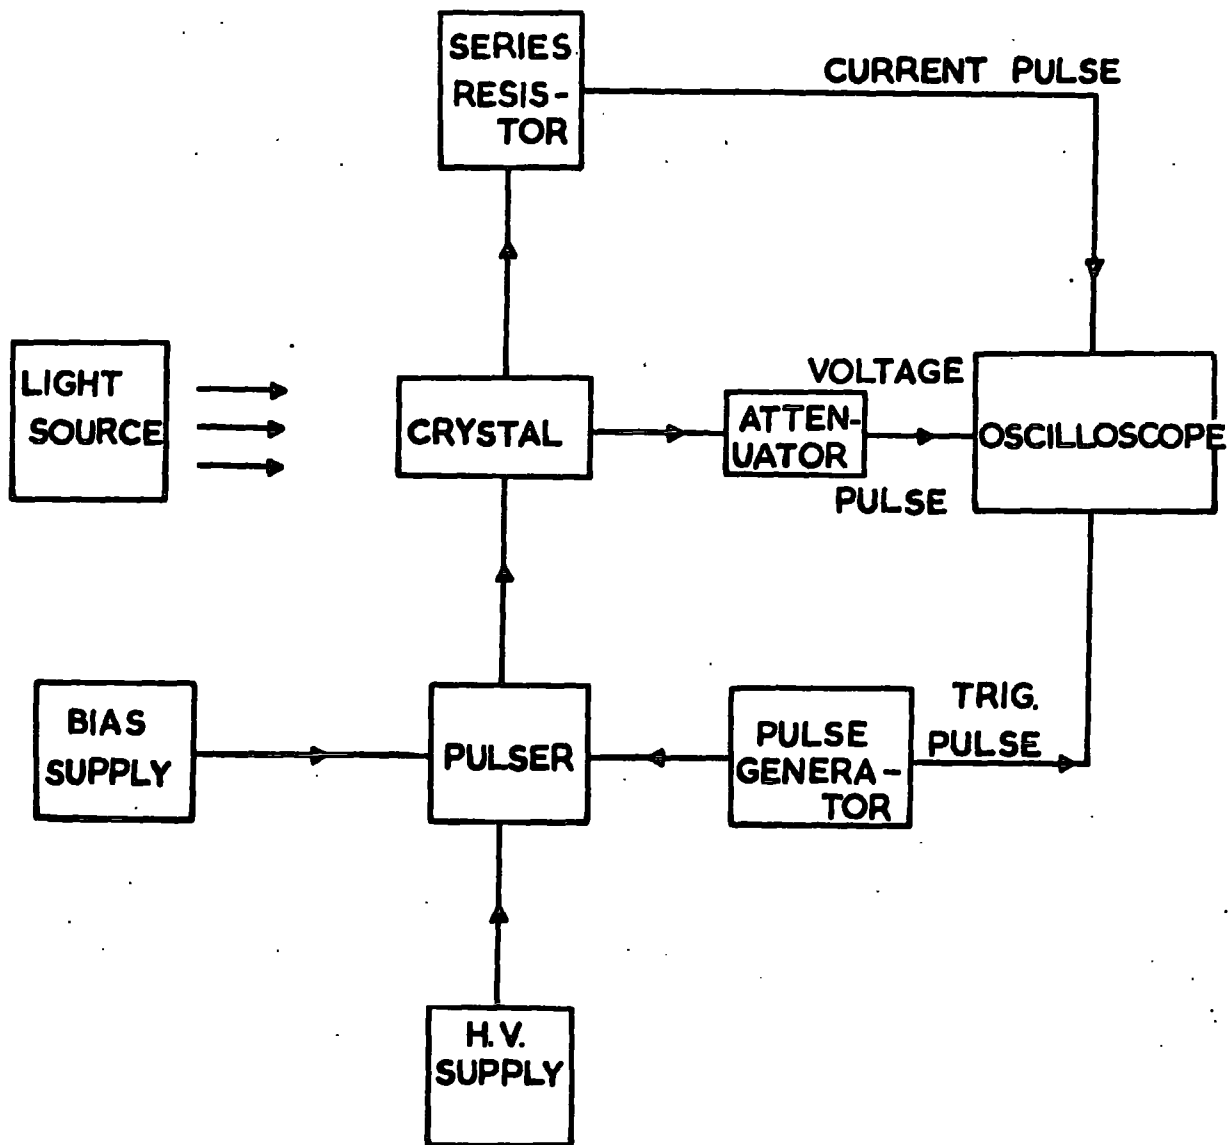 SERIES
RESIS-
TOR
CURRENT PULSE
LIGHT
SOURCE
CRYSTAL
VOLTAGE
PULSE
ATTEN-
UATOR
OSCILLOSCOPE
BIAS
SUPPLY
PULSER
PULSE
GENERA-
TOR
TRIG.
PULSE
H.V.
SUPPLY